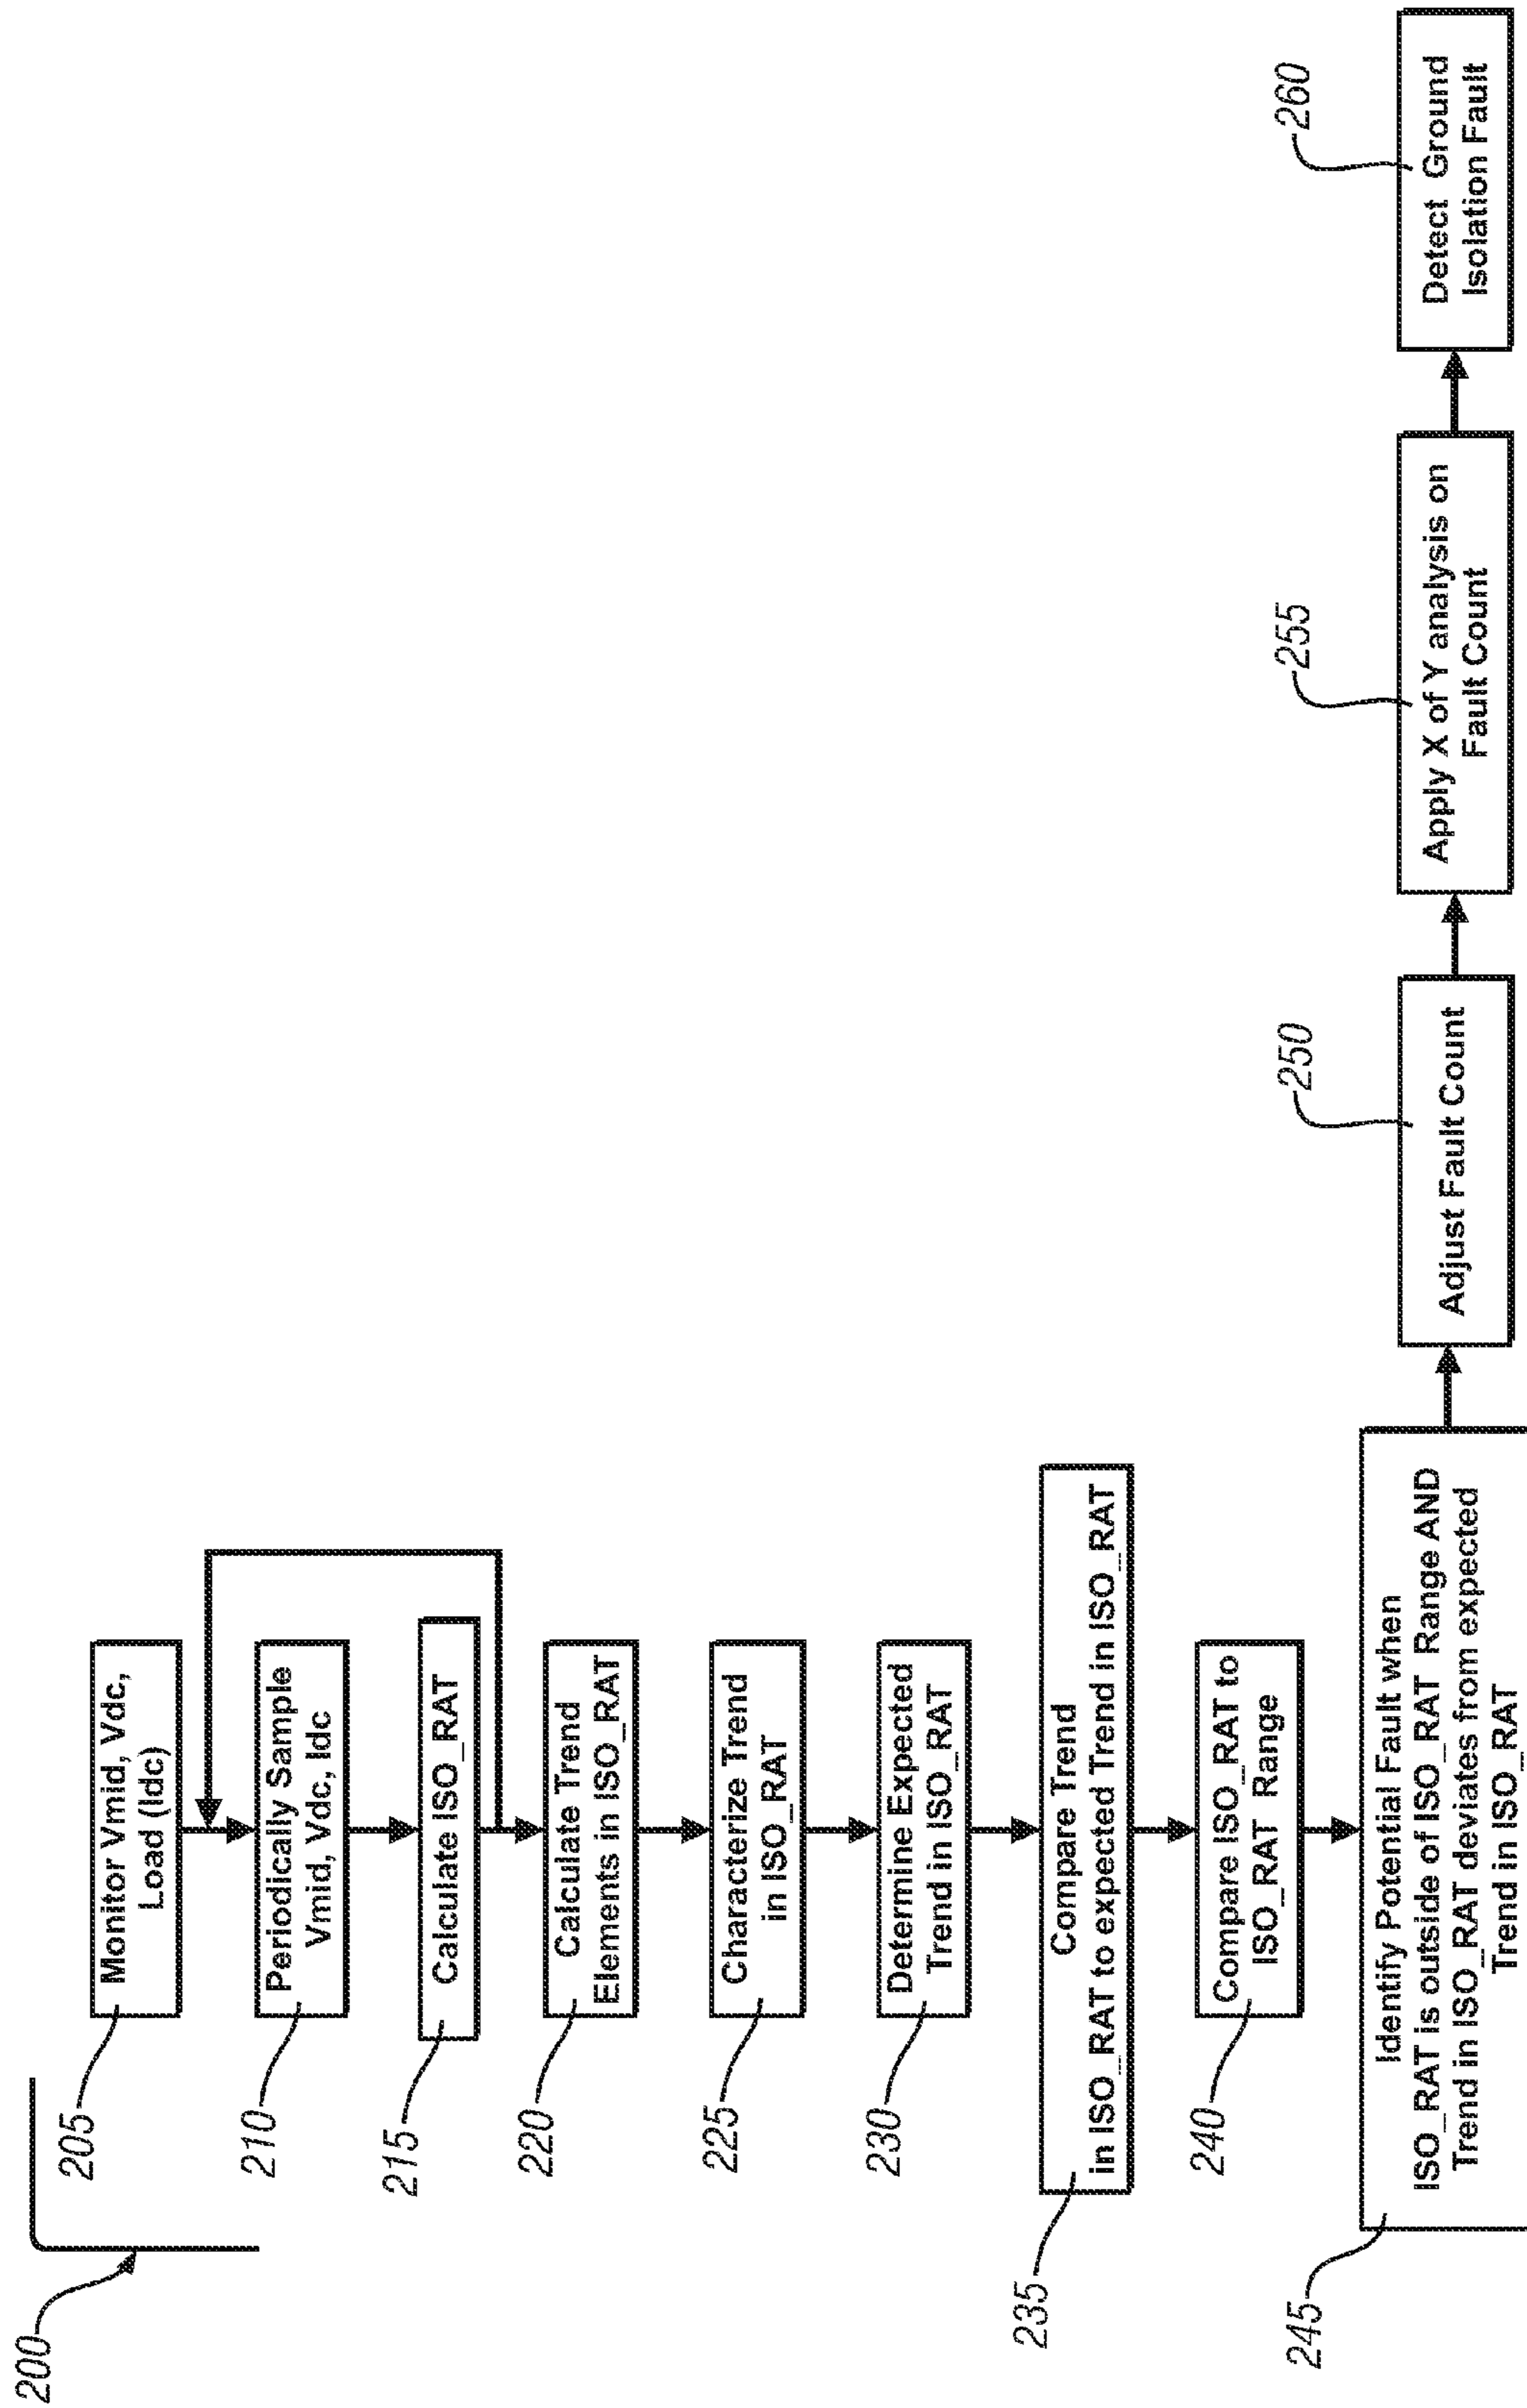 200
205
Monitor Vmid, Vdc,
Load (Idc)
210
Periodically Sample
Vmid, Vdc, Idc
215
Calculate ISO_RAT
220
Calculate Trend
Elements in ISO_RAT
225
Characterize Trend
in ISO_RAT
230
Determine Expected
Trend in ISO_RAT
235
Compare Trend
in ISO_RAT to expected Trend in ISO_RAT
240
Compare ISO_RAT to
ISO_RAT Range
245
Identify Potential Fault when
ISO_RAT is outside of ISO_RAT Range AND
Trend in ISO_RAT deviates from expected
Trend in ISO_RAT
250
Adjust Fault Count
255
Apply X of Y analysis on
Fault Count
260
Detect Ground
Isolation Fault